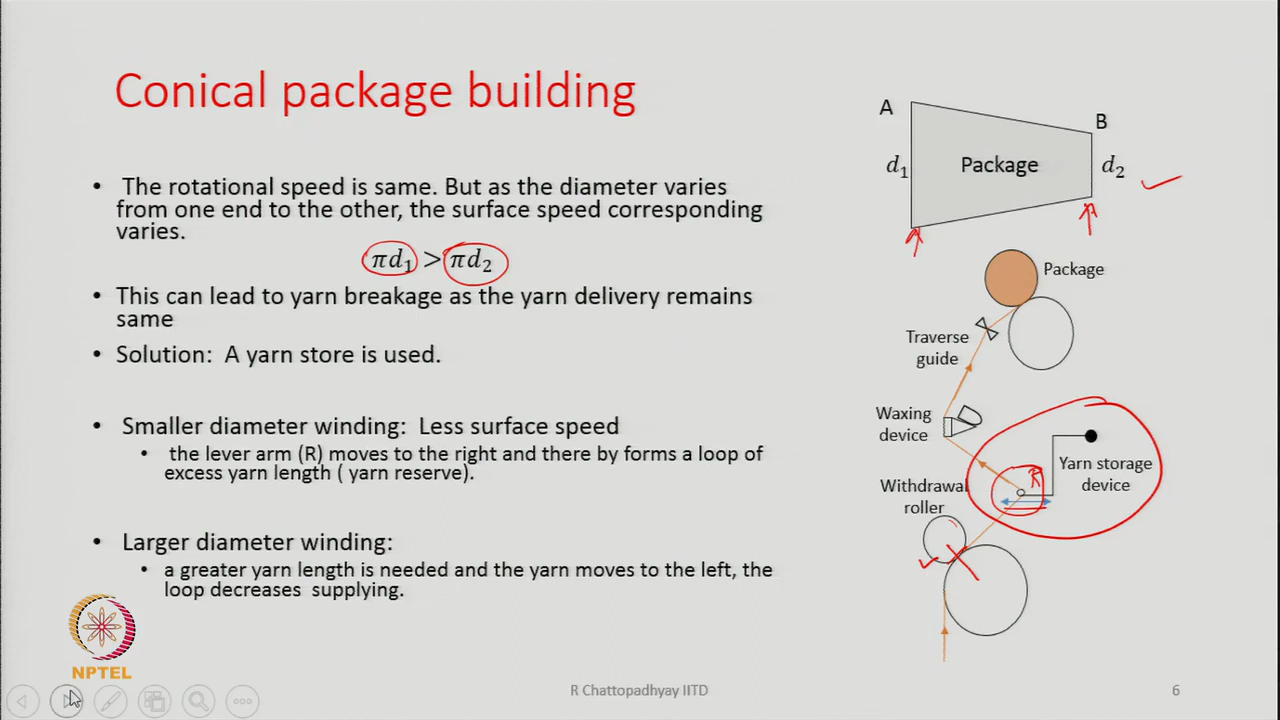 Conical package building
• The rotational speed is same. But as the diameter varies
from one end to the other, the surface speed corresponding
varies.
πd₁ > πd₂
• This can lead to yarn breakage as the yarn delivery remains
same
• Solution: A yarn store is used.
• Smaller diameter winding: Less surface speed
• the lever arm (R) moves to the right and there by forms a loop of
excess yarn length ( yarn reserve).
• Larger diameter winding:
• a greater yarn length is needed and the yarn moves to the left, the
loop decreases supplying.
A
B
d₁
Package
d₂
Package
Traverse
guide
Waxing
device
R
Yarn storage
device
Withdrawal
roller
NPTEL
R Chattopadhyay IITD
6